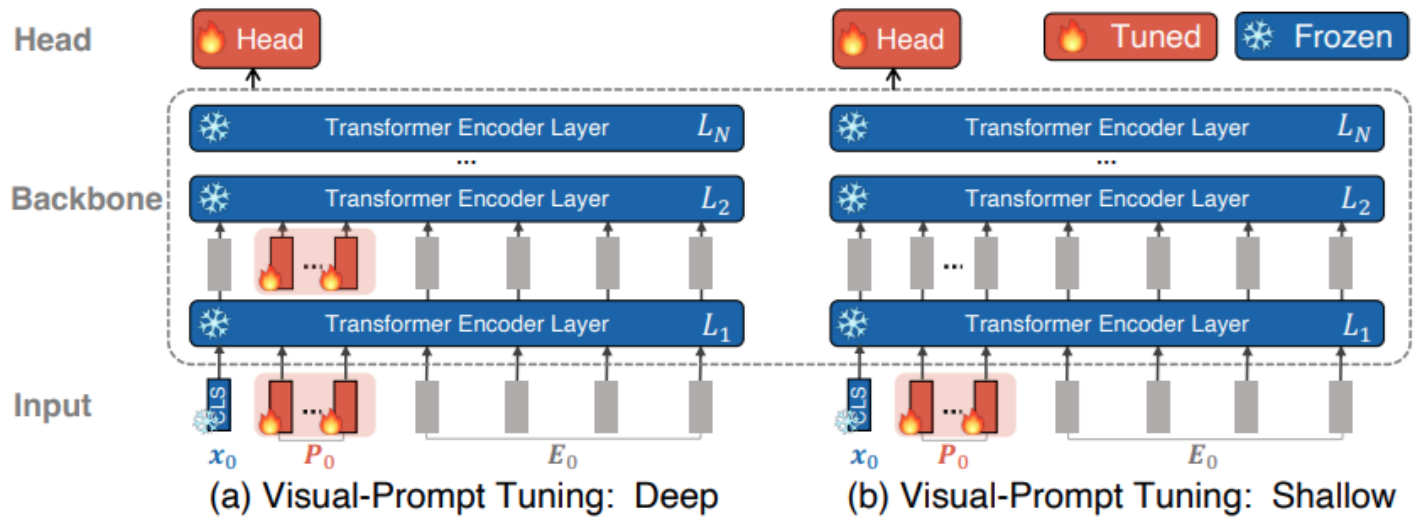 Head
Head
Head
Tuned
Frozen
Transformer Encoder Layer L_N
Transformer Encoder Layer L_N
...
...
Backbone
Transformer Encoder Layer L_2
Transformer Encoder Layer L_2
...
...
Transformer Encoder Layer L_1
Transformer Encoder Layer L_1
Input
CLS
...
CLS
...
x_0
P_0
E_0
x_0
P_0
E_0
(a) Visual-Prompt Tuning: Deep
(b) Visual-Prompt Tuning: Shallow